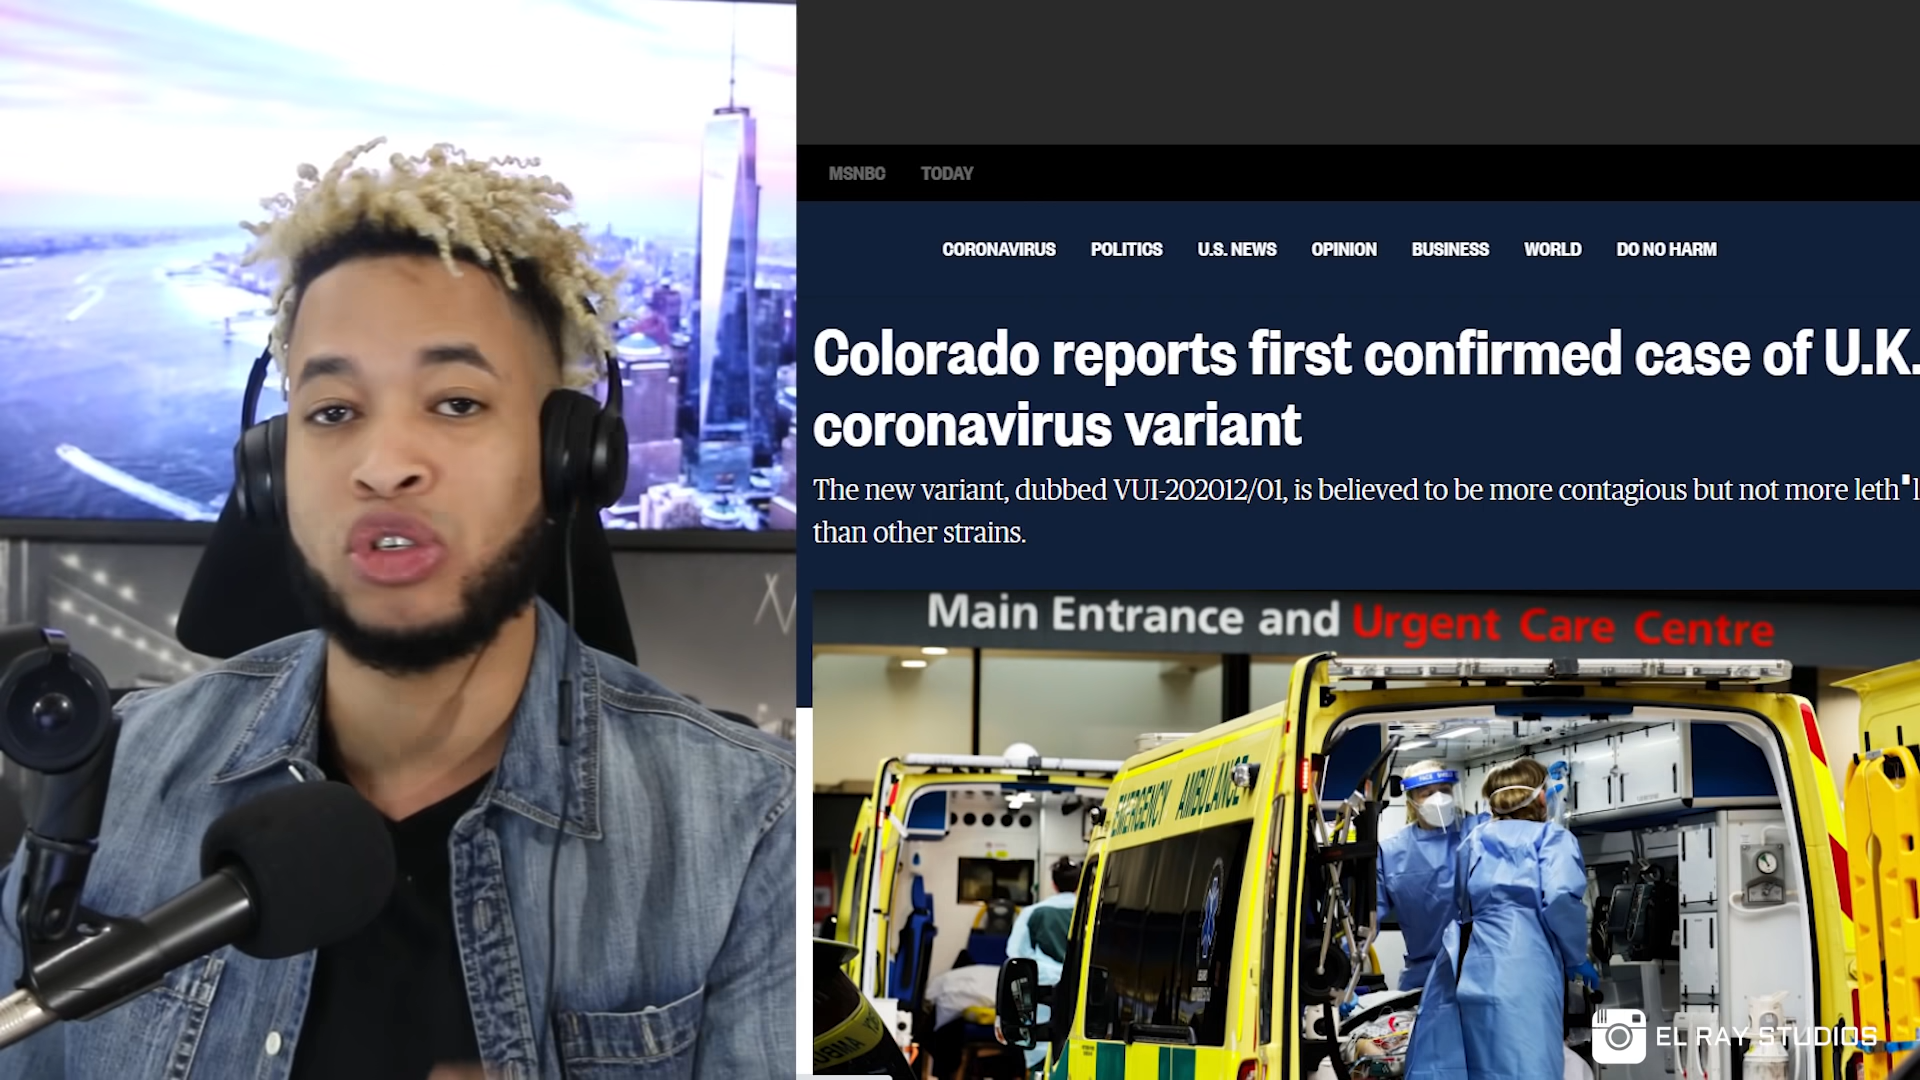 MSNBC TODAY
CORONAVIRUS POLITICS U.S. NEWS OPINION BUSINESS WORLD DO NO HARM
Colorado reports first confirmed case of U.K.
coronavirus variant
The new variant, dubbed VUI-202012/01, is believed to be more contagious but not more leth l
than other strains.
Main Entrance and Urgent Care Centre
EMERGENCY AMBULANCE
EL RAY STUDIOS